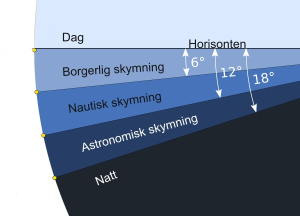 Dag
Horisonten
Borgerlig skymning
6°
Nautisk skymning
12°
18°
Astronomisk skymning
Natt